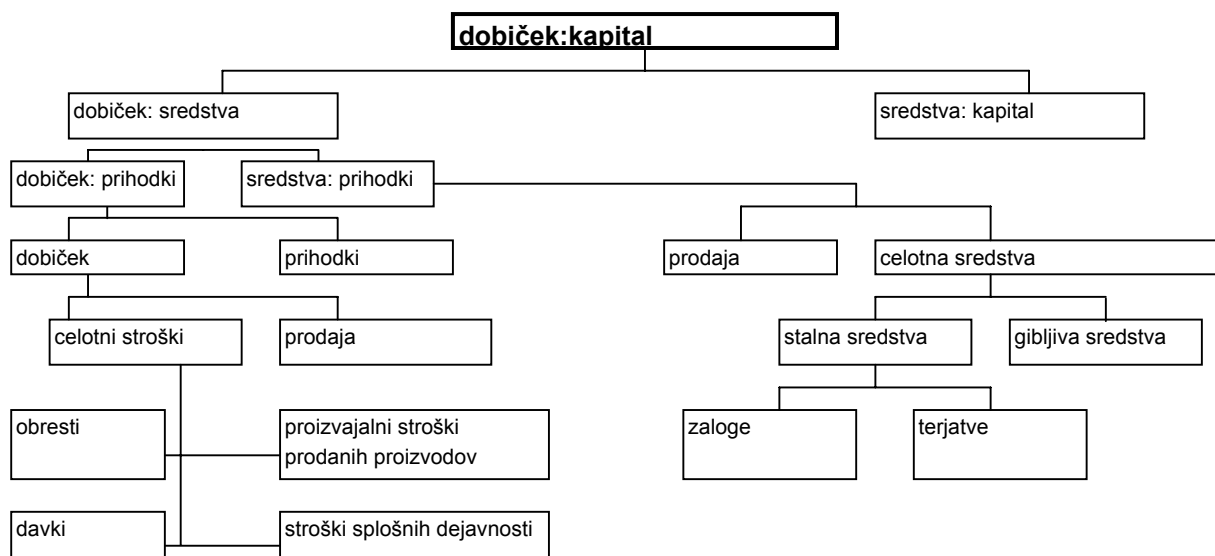 dobiček:kapital
dobiček: sredstva
sredstva: kapital
dobiček: prihodki
sredstva: prihodki
dobiček
prihodki
prodaja
celotna sredstva
celotni stroški
prodaja
stalna sredstva
gibljiva sredstva
obresti
proizvajalni stroški
prodanih proizvodov
zaloge
terjatve
davki
stroški splošnih dejavnosti